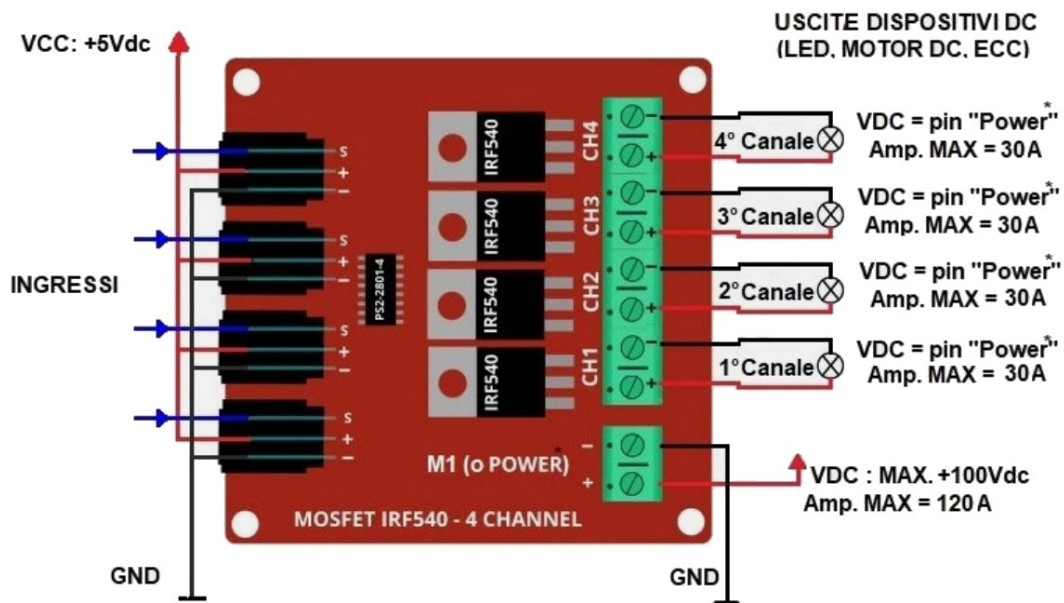 VCC: +5Vdc
USCITE DISPOSITIVI DC
(LED, MOTOR DC, ECC)
INGRESSI
S
+
−
S
+
−
S
+
−
S
+
−
PS2-2801-4
IRF540
IRF540
IRF540
IRF540
CH4
CH3
CH2
CH1
−
+
−
+
−
+
−
+
4° Canale
VDC = pin "Power"*
Amp. MAX = 30A
3° Canale
VDC = pin "Power"*
Amp. MAX = 30A
2° Canale
VDC = pin "Power"*
Amp. MAX = 30A
1° Canale
VDC = pin "Power"*
Amp. MAX = 30A
M1 (o POWER)*
−
+
VDC : MAX. +100Vdc
Amp. MAX = 120A
MOSFET IRF540 - 4 CHANNEL
GND
GND